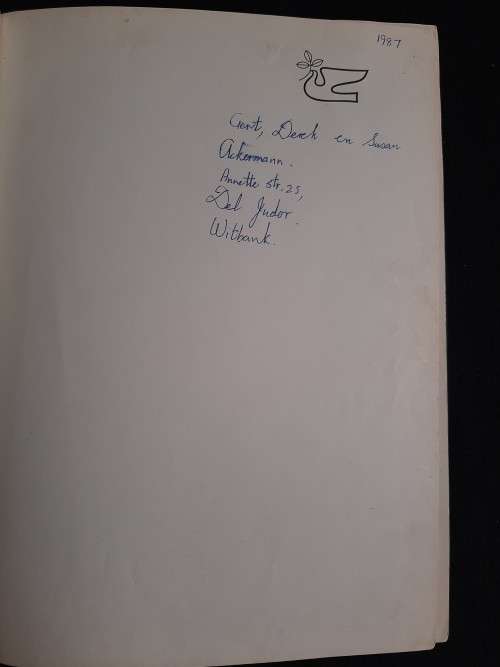 1987
Gert, Derek en Susan
Ackermann.
Annette str. 25,
Del Judor.
Witbank.